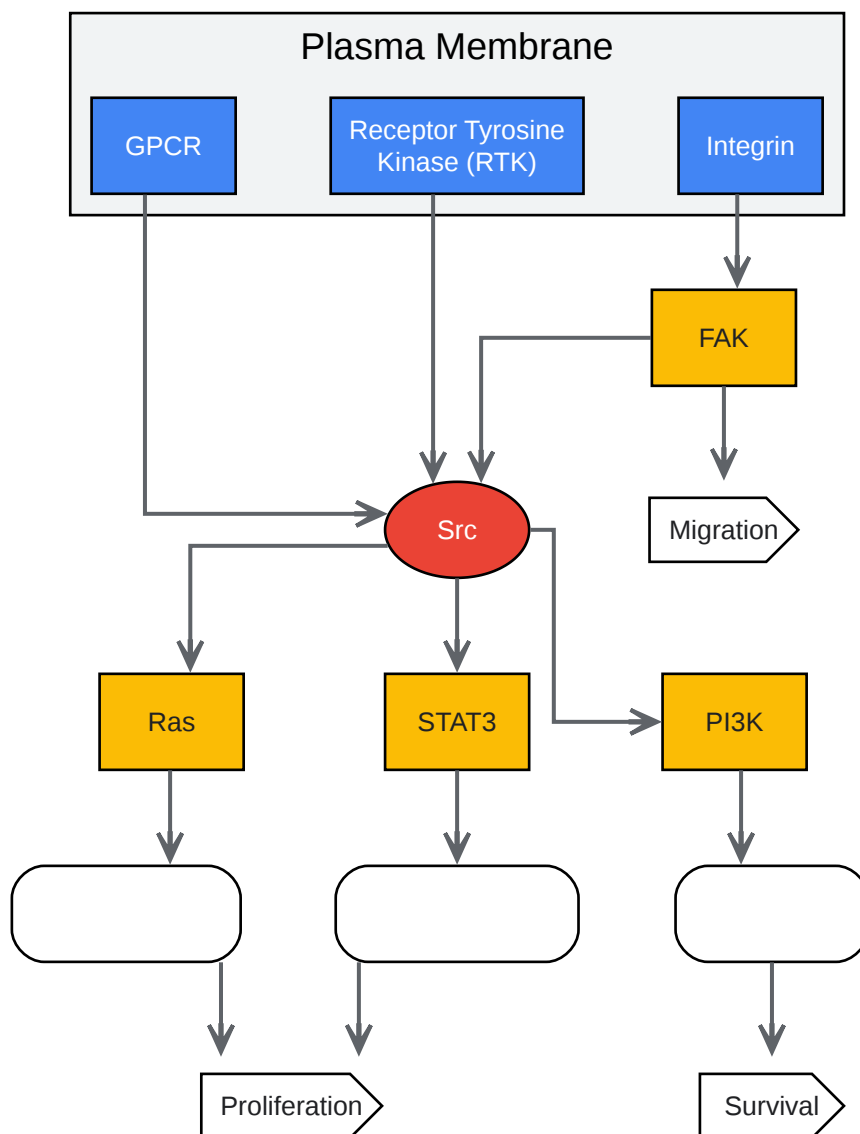 Plasma Membrane
GPCR
Receptor Tyrosine
Kinase (RTK)
Integrin
FAK
Src
Migration
Ras
STAT3
PI3K
Proliferation
Survival